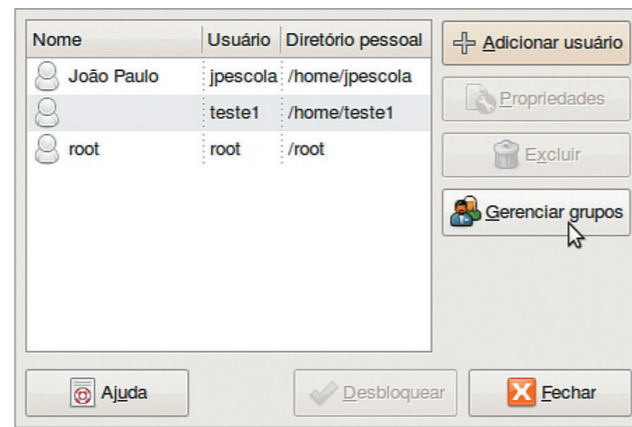 Nome Usuário Diretório pessoal
João Paulo jpescola /home/jpescola
teste1 /home/teste1
root root /root
Adicionar usuário
Propriedades
Excluir
Gerenciar grupos
Ajuda
Desbloquear
Fechar